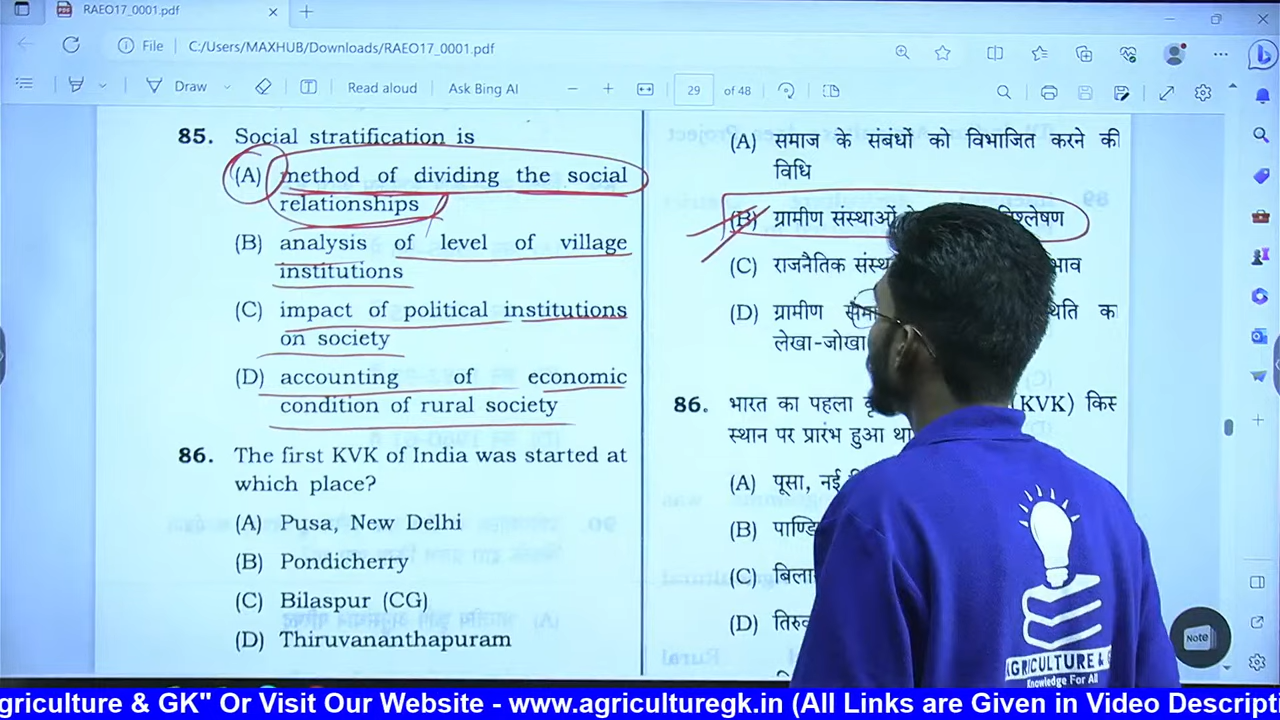 RAEO17_0001.pdf
File C:/Users/MAXHUB/Downloads/RAEO17_0001.pdf
Draw Read aloud Ask Bing AI 29 of 48
85. Social stratification is
(A) method of dividing the social
relationships
(B) analysis of level of village
institutions
(C) impact of political institutions
on society
(D) accounting of economic
condition of rural society
86. The first KVK of India was started at
which place?
(A) Pusa, New Delhi
(B) Pondicherry
(C) Bilaspur (CG)
(D) Thiruvananthapuram
(A) समाज के संबंधों को विभाजित करने की
विधि
(B) ग्रामीण संस्थाओं
(C) राजनैतिक
(D) ग्रामीण
लेखा-जोखा
86. भारत का पहला (KVK) किस
स्थान पर प्रारंभ हुआ
(A) पूसा, नई
(B)
(C)
(D)
AGRICULTURE & G
Knowledge For All
Note
griculture & GK" Or Visit Our Website - www.agriculturegk.in (All Links are Given in Video Descripti